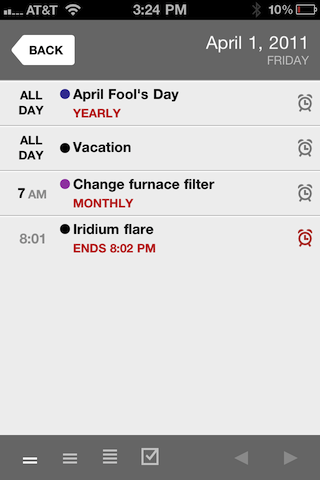 AT&T 3:24 PM 10%
BACK
April 1, 2011
FRIDAY
ALL DAY
April Fool's Day
YEARLY
ALL DAY
Vacation
7 AM
Change furnace filter
MONTHLY
8:01
Iridium flare
ENDS 8:02 PM